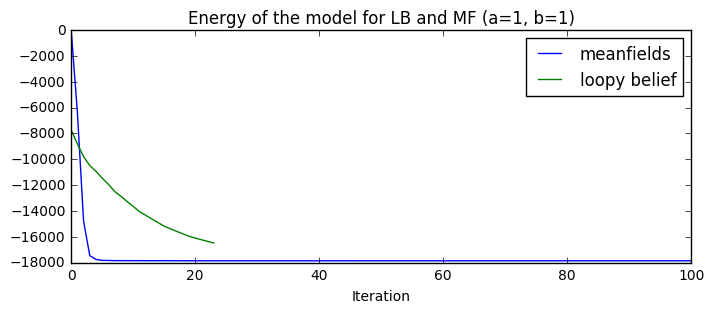 Energy of the model for LB and MF (a=1, b=1)
meanfields
loopy belief
0
−2000
−4000
−6000
−8000
−10000
−12000
−14000
−16000
−18000
0 20 40 60 80 100
Iteration